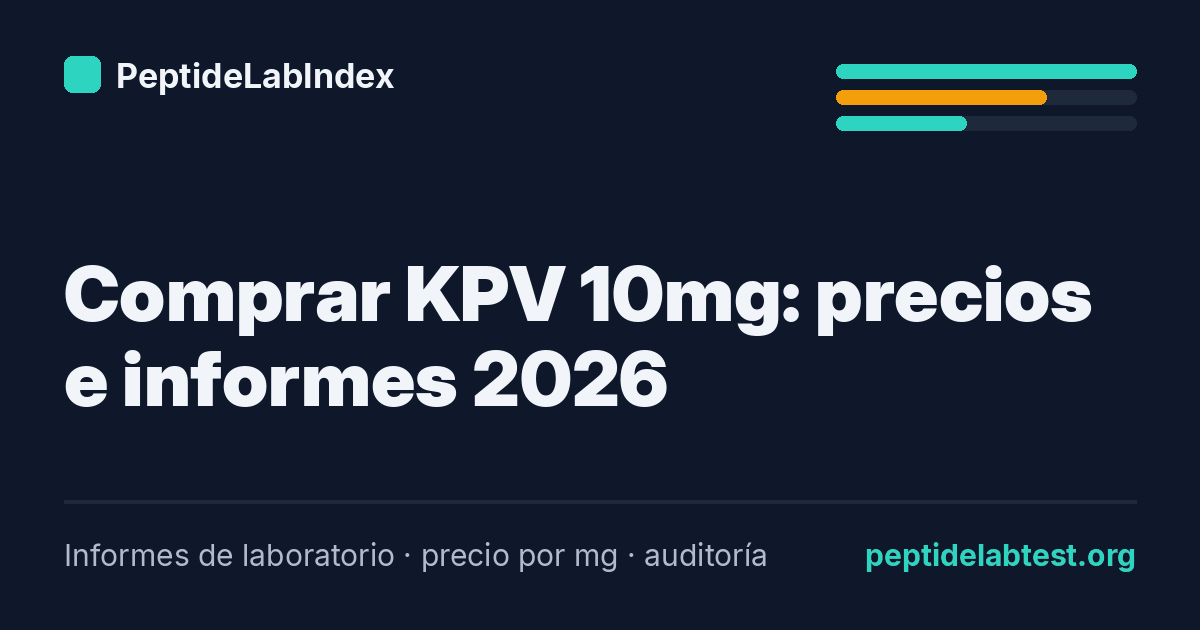 PeptideLabIndex
Comprar KPV 10mg: precios
e informes 2026
Informes de laboratorio · precio por mg · auditoría
peptidelabtest.org